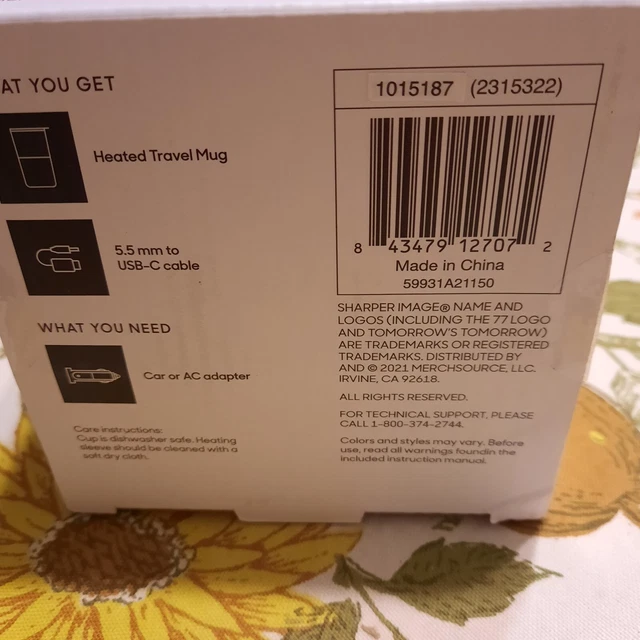 AT YOU GET
Heated Travel Mug
5.5 mm to
USB-C cable
WHAT YOU NEED
Car or AC adapter
Care instructions:
Cup is dishwasher safe. Heating
sleeve should be cleaned with a
soft dry cloth.
1015187 (2315322)
8 43479 12707 2
Made in China
59931A21150
SHARPER IMAGE® NAME AND
LOGOS (INCLUDING THE 77 LOGO
AND TOMORROW'S TOMORROW)
ARE TRADEMARKS OR REGISTERED
TRADEMARKS. DISTRIBUTED BY
AND © 2021 MERCHSOURCE, LLC.
IRVINE, CA 92618.
ALL RIGHTS RESERVED.
FOR TECHNICAL SUPPORT, PLEASE
CALL 1-800-374-2744.
Colors and styles may vary. Before
use, read all warnings foundin the
included instruction manual.